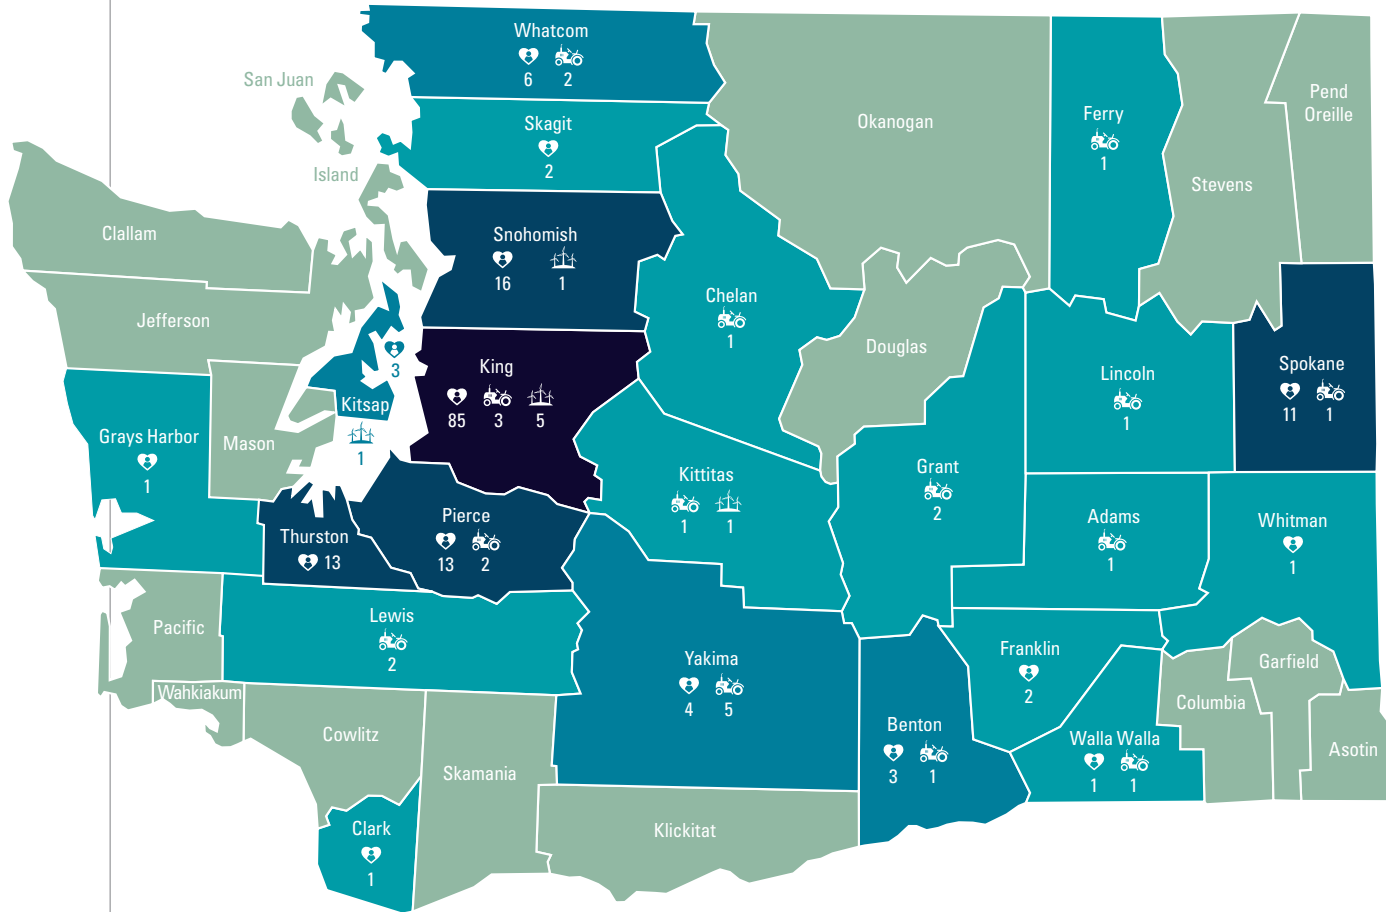 Whatcom
6 2
San Juan
Skagit
2
Island
Okanogan
Ferry
1
Pend
Oreille
Stevens
Clallam
Snohomish
16 1
Jefferson
Chelan
1
Douglas
3
Kitsap
1
King
85 3 5
Lincoln
1
Spokane
11 1
Grays Harbor
1
Mason
Kittitas
1 1
Grant
2
Adams
1
Whitman
1
Thurston
13
Pierce
13 2
Pacific
Lewis
2
Yakima
4 5
Franklin
2
Garfield
Wahkiakum
Cowlitz
Skamania
Benton
3 1
Walla Walla
1 1
Columbia
Asotin
Clark
1
Klickitat